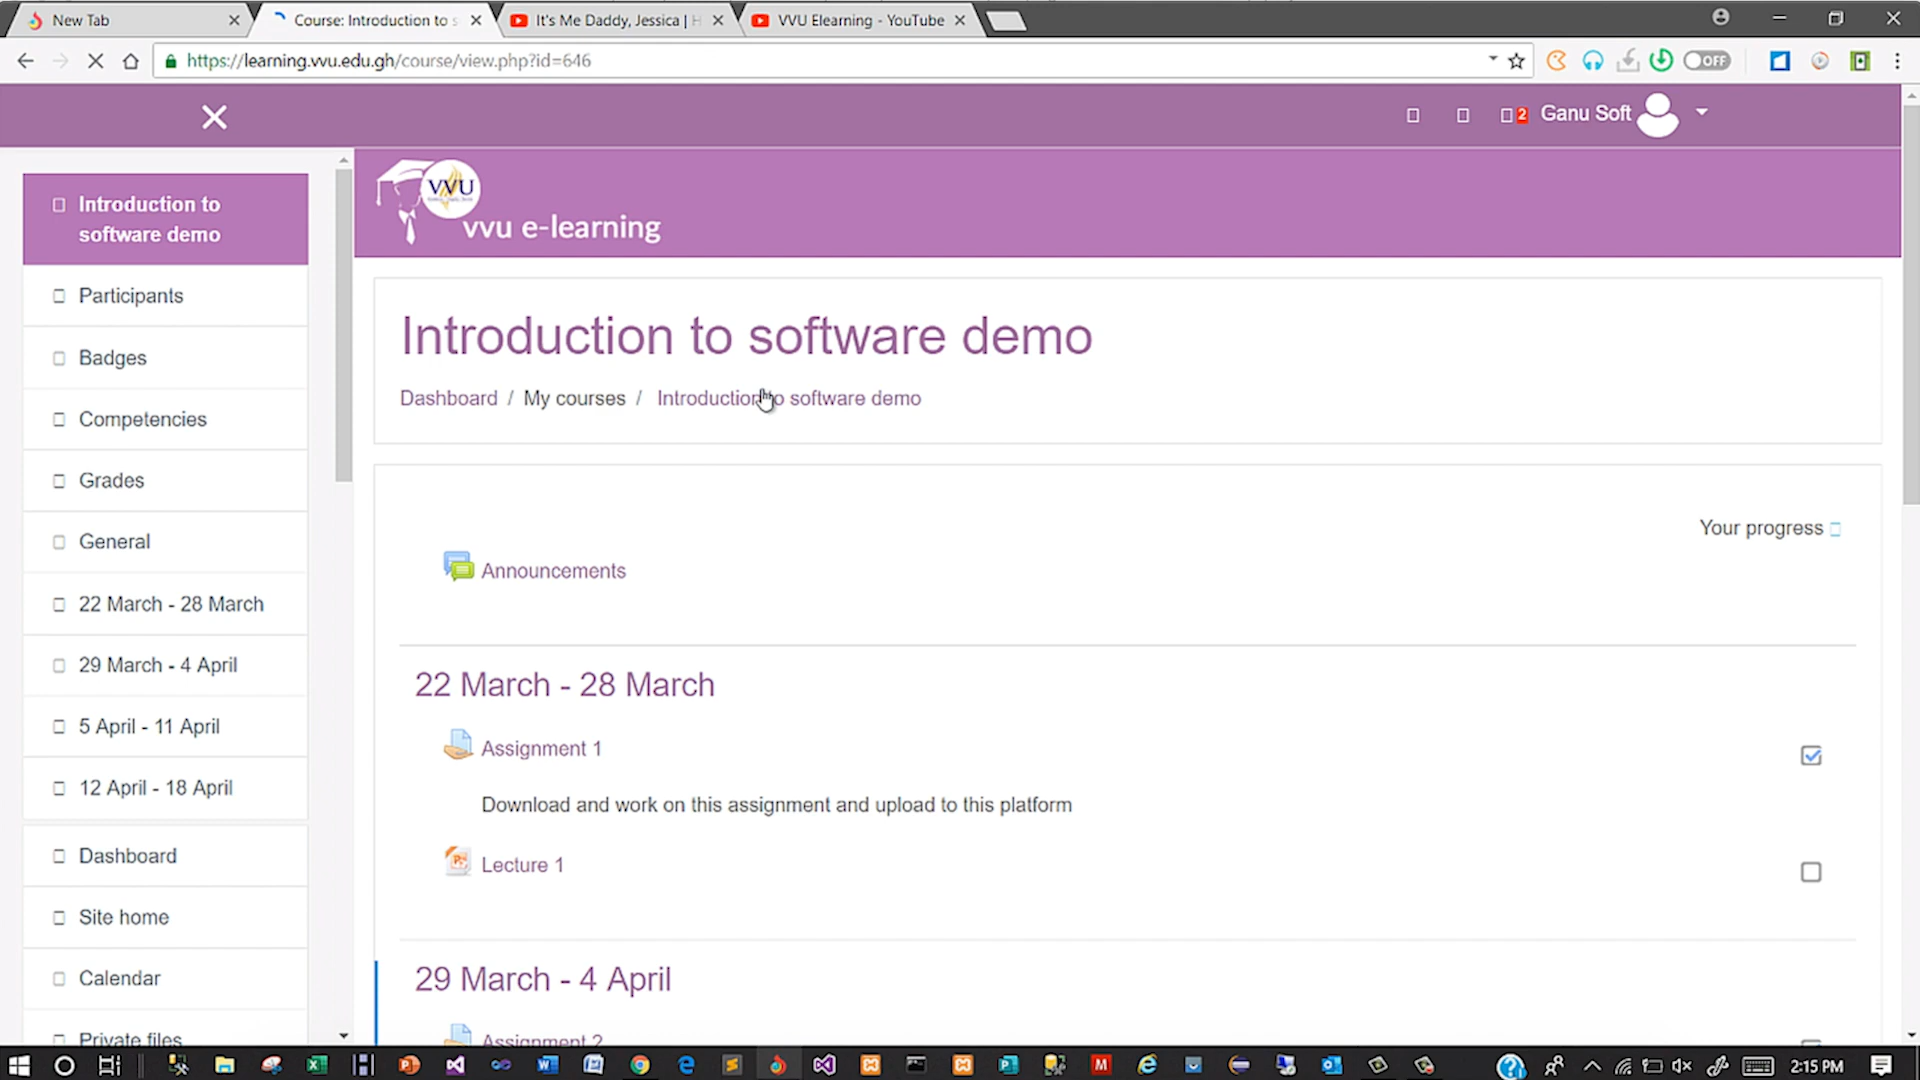 New Tab
Course: Introduction to s
It's Me Daddy, Jessica | H
VVU Elearning - YouTube
https://learning.vvu.edu.gh/course/view.php?id=646
OFF
2
Ganu Soft
VVU
vvu e-learning
Introduction to
software demo
Participants
Badges
Competencies
Grades
General
22 March - 28 March
29 March - 4 April
5 April - 11 April
12 April - 18 April
Dashboard
Site home
Calendar
Private files
Introduction to software demo
Dashboard / My courses / Introduction to software demo
Your progress
Announcements
22 March - 28 March
Assignment 1
Download and work on this assignment and upload to this platform
Lecture 1
29 March - 4 April
Assignment 2
2:15 PM